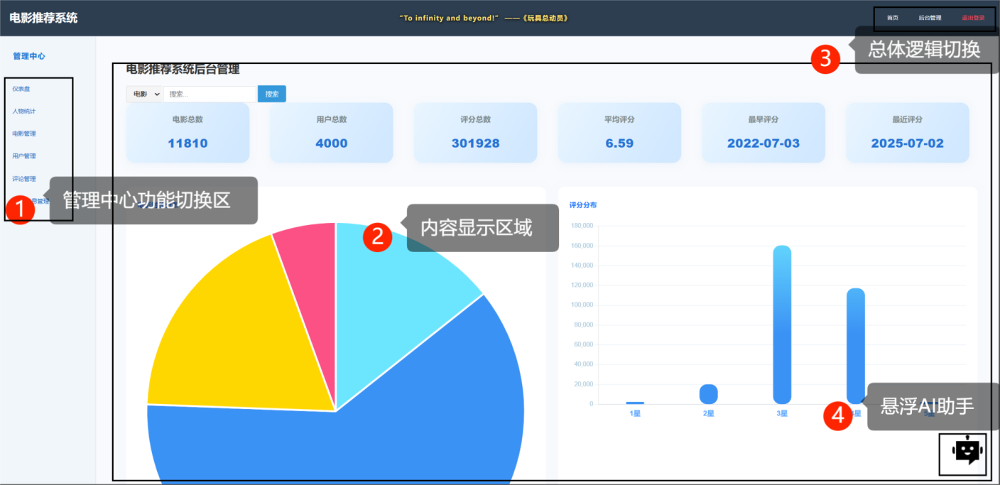 电影推荐系统
“To infinity and beyond!” ——《玩具总动员》
首页 后台管理 退出登录
3 总体逻辑切换
管理中心
仪表盘
人物统计
电影管理
用户管理
评论管理
息管理
1 管理中心功能切换区
电影推荐系统后台管理
电影 搜索... 搜索
电影总数 用户总数 评分总数 平均评分 最早评分 最近评分
11810 4000 301928 6.59 2022-07-03 2025-07-02
2 内容显示区域
评分分布
180,000
160,000
140,000
120,000
100,000
80,000
60,000
40,000
20,000
0
1星 2星 3星 星 5星
4 悬浮AI助手